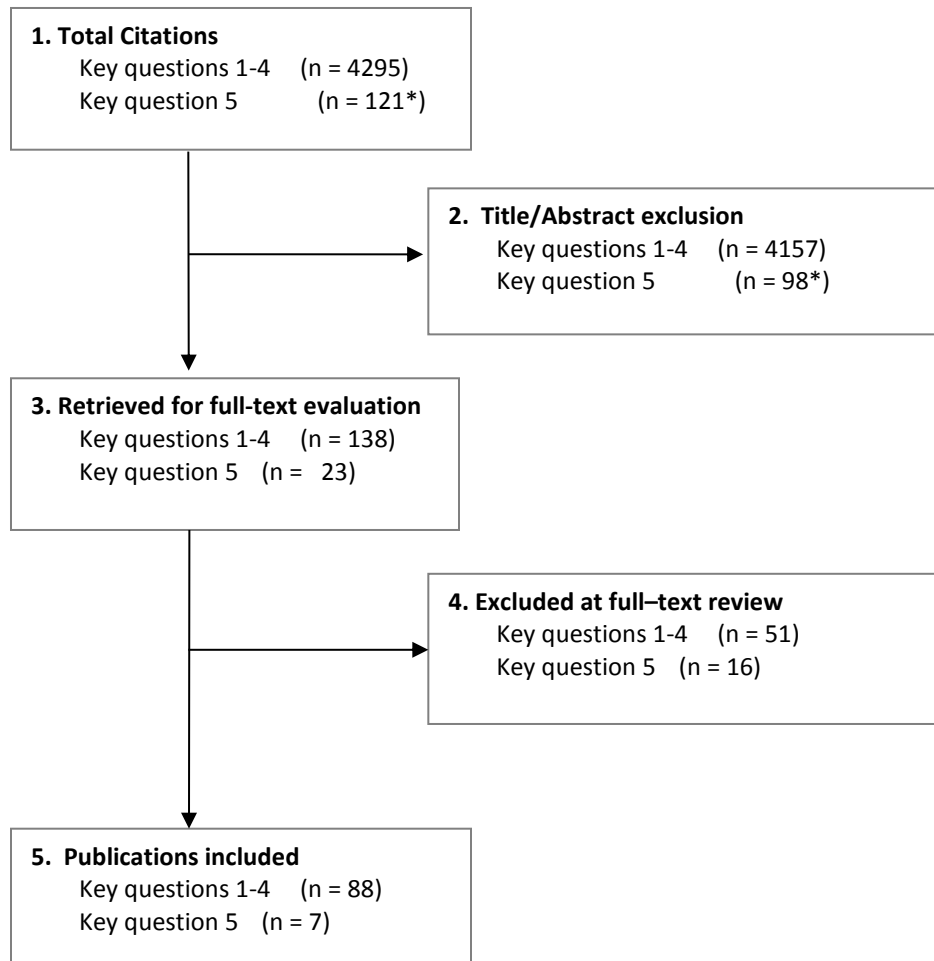 1. Total Citations
Key questions 1-4 (n = 4295)
Key question 5 (n = 121*)
2. Title/Abstract exclusion
Key questions 1-4 (n = 4157)
Key question 5 (n = 98*)
3. Retrieved for full-text evaluation
Key questions 1-4 (n = 138)
Key question 5 (n = 23)
4. Excluded at full–text review
Key questions 1-4 (n = 51)
Key question 5 (n = 16)
5. Publications included
Key questions 1-4 (n = 88)
Key question 5 (n = 7)